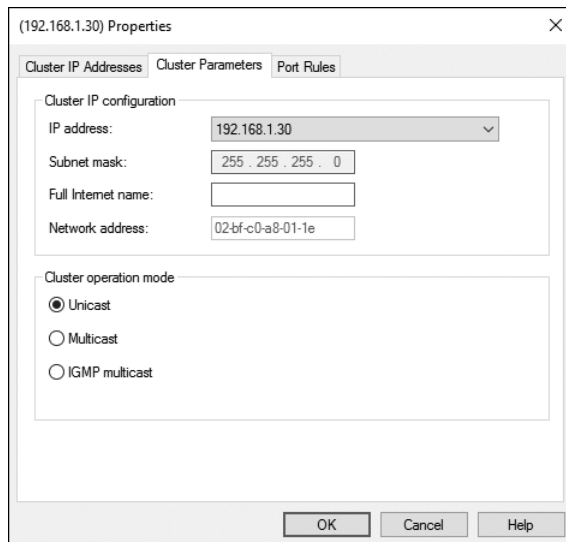 (192.168.1.30) Properties
Cluster IP Addresses Cluster Parameters Port Rules
Cluster IP configuration
IP address: 192.168.1.30
Subnet mask: 255 . 255 . 255 . 0
Full Internet name:
Network address: 02-bf-c0-a8-01-1e
Cluster operation mode
Unicast
Multicast
IGMP multicast
OK Cancel Help